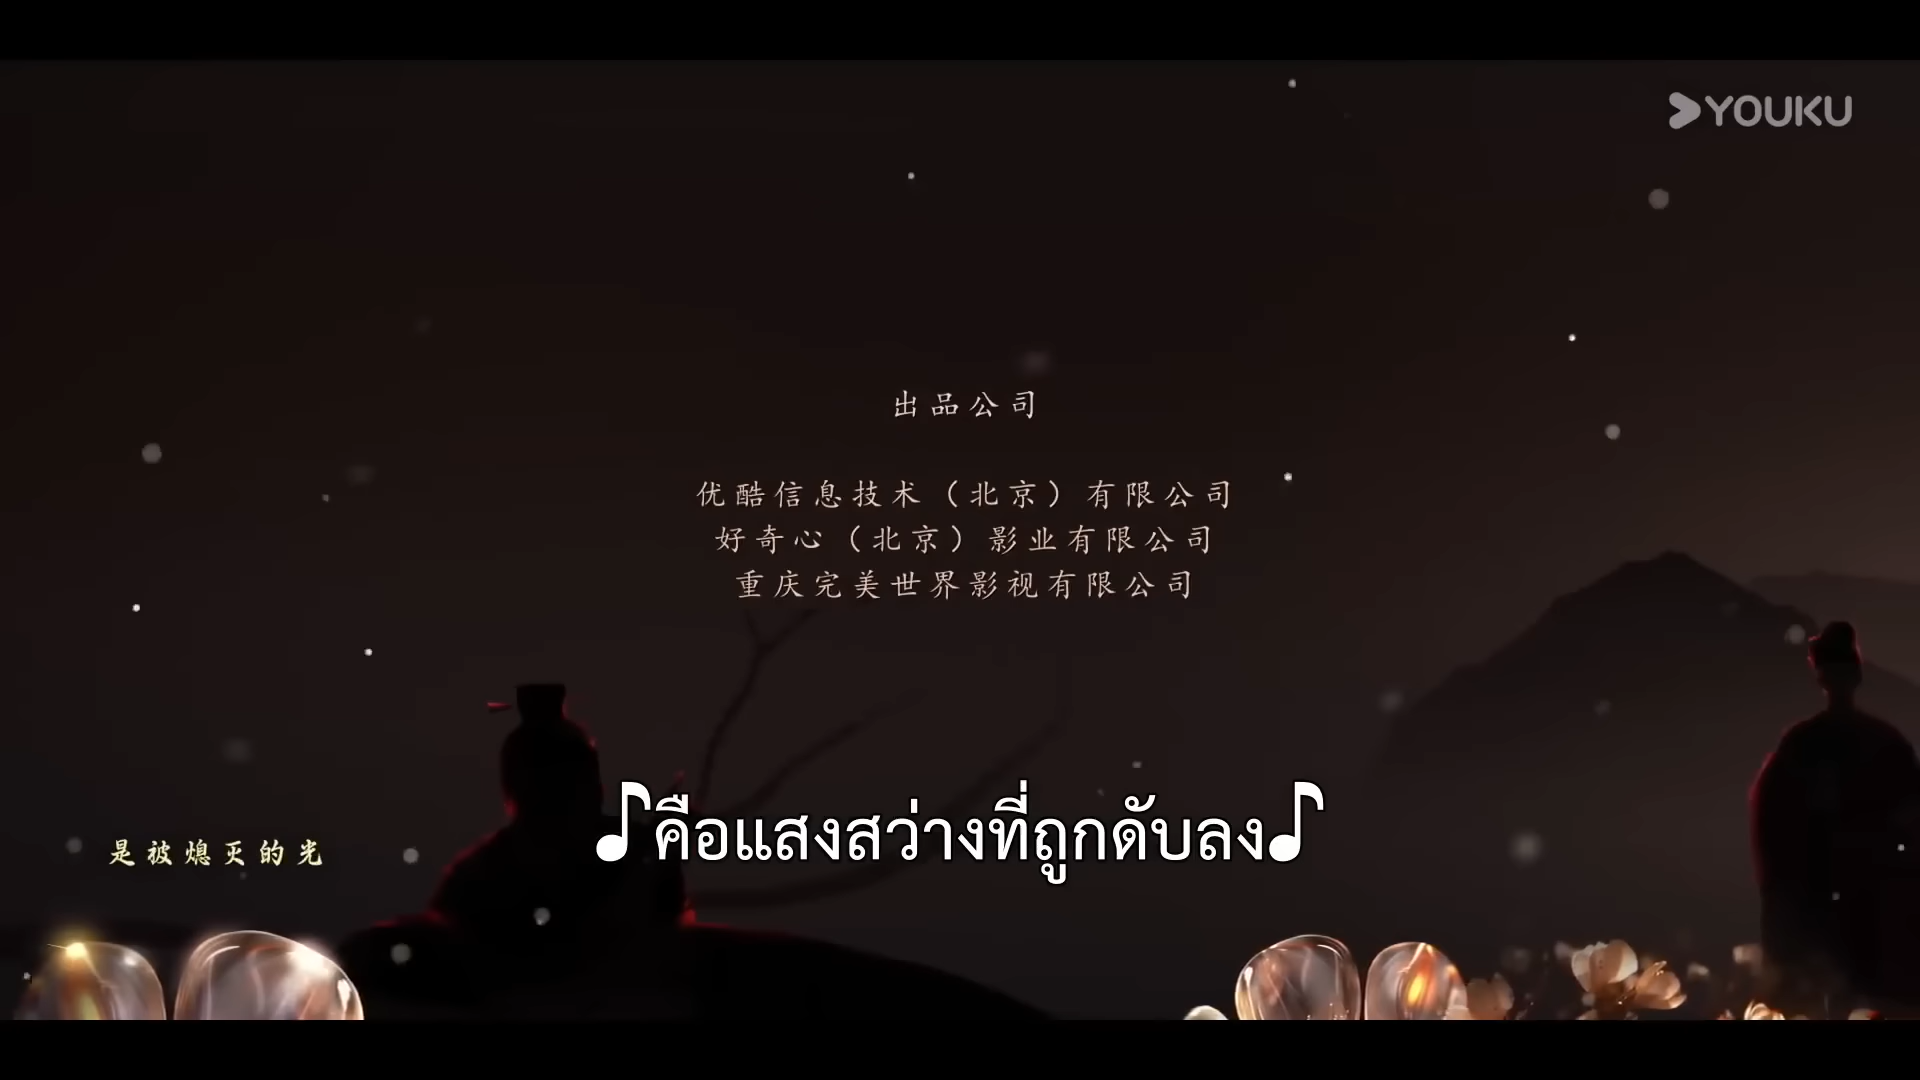 YOUKU
出品公司
优酷信息技术（北京）有限公司
好奇心（北京）影业有限公司
重庆完美世界影视有限公司
♪คือแสงสว่างที่ถูกดับลง♪
是被熄灭的光